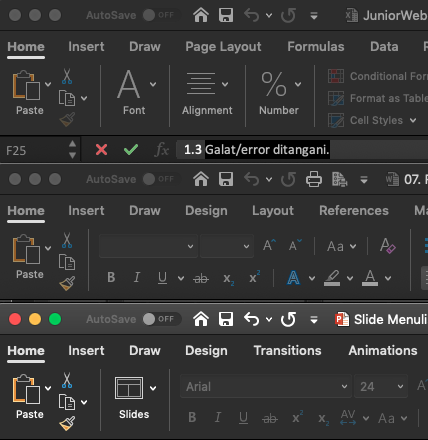 AutoSave OFF JuniorWeb
Home Insert Draw Page Layout Formulas Data
Paste Font Alignment Number Conditional For
Format as Table
Cell Styles
F25 fx 1.3 Galat/error ditangani.
AutoSave OFF 07.
Home Insert Draw Design Layout References Ma
Paste A A Aa A
B I U ab x₂ x² A A
AutoSave OFF Slide Menuli
Home Insert Draw Design Transitions Animations
Paste Slides Arial 24 A
B I U ab x² x₂ AV Aa